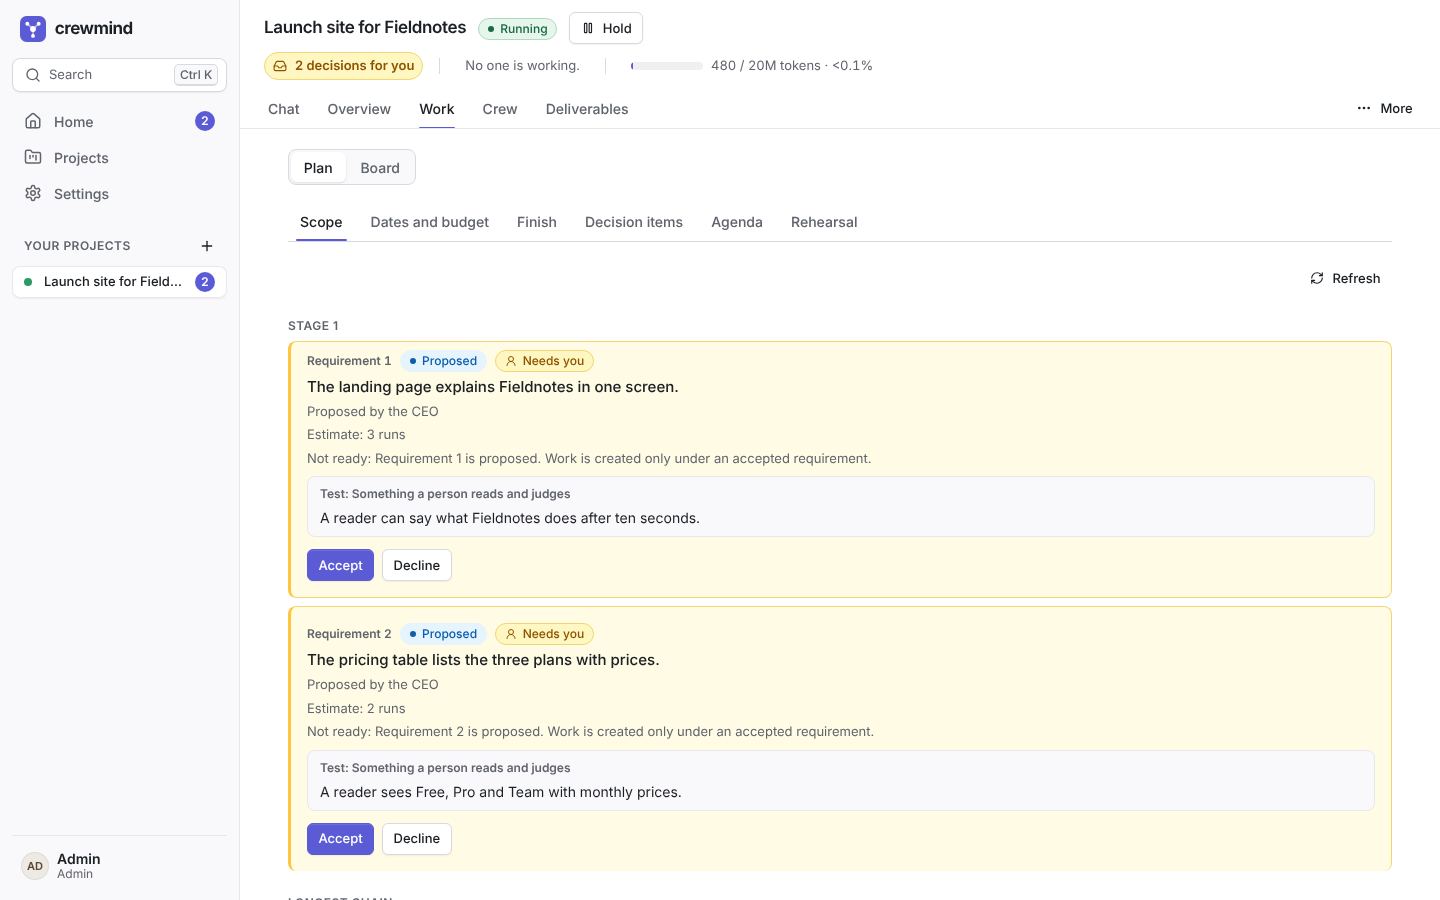 crewmind
Launch site for Fieldnotes
Running
Hold
Search
Ctrl K
2 decisions for you
No one is working.
480 / 20M tokens · <0.1%
Home
2
Projects
Settings
Chat
Overview
Work
Crew
Deliverables
More
YOUR PROJECTS
Launch site for Field...
2
Plan
Board
Scope
Dates and budget
Finish
Decision items
Agenda
Rehearsal
Refresh
STAGE 1
Requirement 1
Proposed
Needs you
The landing page explains Fieldnotes in one screen.
Proposed by the CEO
Estimate: 3 runs
Not ready: Requirement 1 is proposed. Work is created only under an accepted requirement.
Test: Something a person reads and judges
A reader can say what Fieldnotes does after ten seconds.
Accept
Decline
Requirement 2
Proposed
Needs you
The pricing table lists the three plans with prices.
Proposed by the CEO
Estimate: 2 runs
Not ready: Requirement 2 is proposed. Work is created only under an accepted requirement.
Test: Something a person reads and judges
A reader sees Free, Pro and Team with monthly prices.
Accept
Decline
AD
Admin
Admin